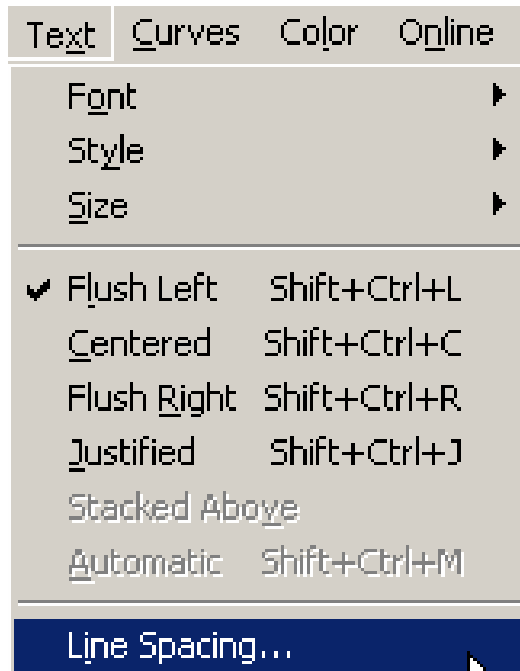 Text Curves Color Online
Font
Style
Size
Flush Left Shift+Ctrl+L
Centered Shift+Ctrl+C
Flush Right Shift+Ctrl+R
Justified Shift+Ctrl+J
Stacked Above
Automatic Shift+Ctrl+M
Line Spacing...